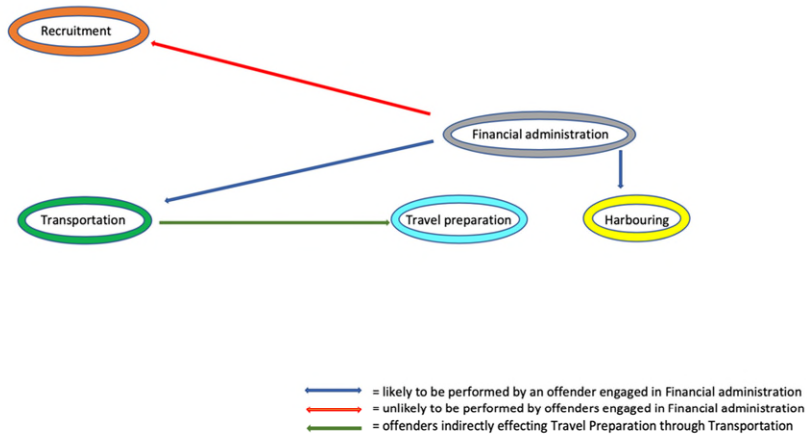 Recruitment
Financial administration
Transportation
Travel preparation
Harbouring
= likely to be performed by an offender engaged in Financial administration
= unlikely to be performed by offenders engaged in Financial administration
= offenders indirectly effecting Travel Preparation through Transportation